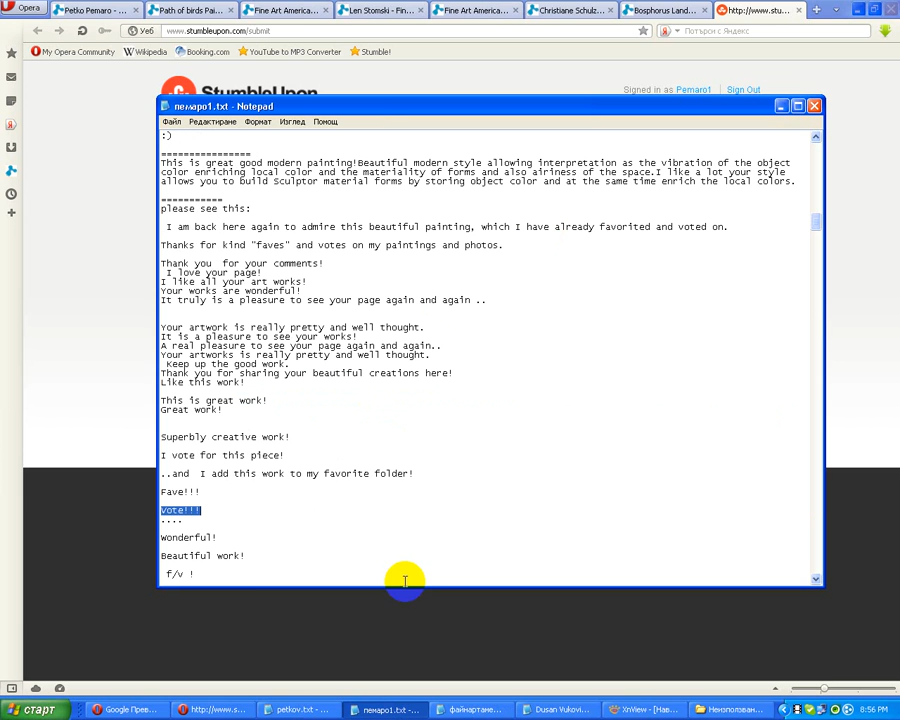 Opera
Petko Pemaro - ...
Path of birds Pai...
Fine Art America...
Len Stomski - Fin...
Fine Art America...
Christiane Schulz...
Bosphorus Land...
http://www.stu...
Уеб
www.stumbleupon.com/submit
Потърси с Яндекс
My Opera Community
Wikipedia
Booking.com
YouTube to MP3 Converter
Stumble!
StumbleUpon
Signed in as Pemaro1
Sign Out
пемаро1.txt - Notepad
Файл Редактиране Формат Изглед Помощ
:)
================
This is great good modern painting!Beautiful modern style allowing interpretation as the vibration of the object
color enriching local color and the materiality of forms and also airiness of the space.I like a lot your style
allows you to build Sculptor material forms by storing object color and at the same time enrich the local colors.
===========
please see this:
I am back here again to admire this beautiful painting, which I have already favorited and voted on.
Thanks for kind "faves" and votes on my paintings and photos.
Thank you  for your comments!
I love your page!
I like all your art works!
Your works are wonderful!
It truly is a pleasure to see your page again and again ..
Your artwork is really pretty and well thought.
It is a pleasure to see your works!
A real pleasure to see your page again and again..
Your artworks is really pretty and well thought.
Keep up the good work.
Thank you for sharing your beautiful creations here!
Like this work!
This is great work!
Great work!
Superbly creative work!
I vote for this piece!
..and  I add this work to my favorite folder!
Fave!!!
vote!!!
....
Wonderful!
Beautiful work!
f/v !
старт
Google Прев...
http://www.s...
petkov.txt - ...
пемаро1.txt -...
файнартаме...
Dusan Vukovi...
XnView - [Нав...
Неизползван...
8:56 PM